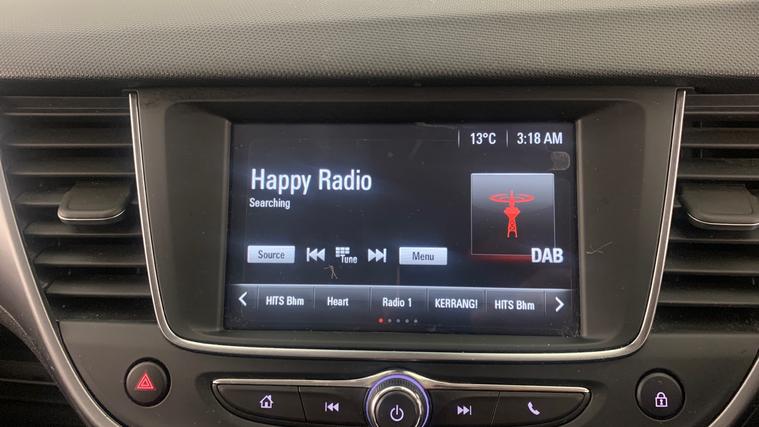 13°C 3:18 AM
Happy Radio
Searching
DAB
Source Tune Menu
HITS Bhm Heart Radio 1 KERRANG! HITS Bhm